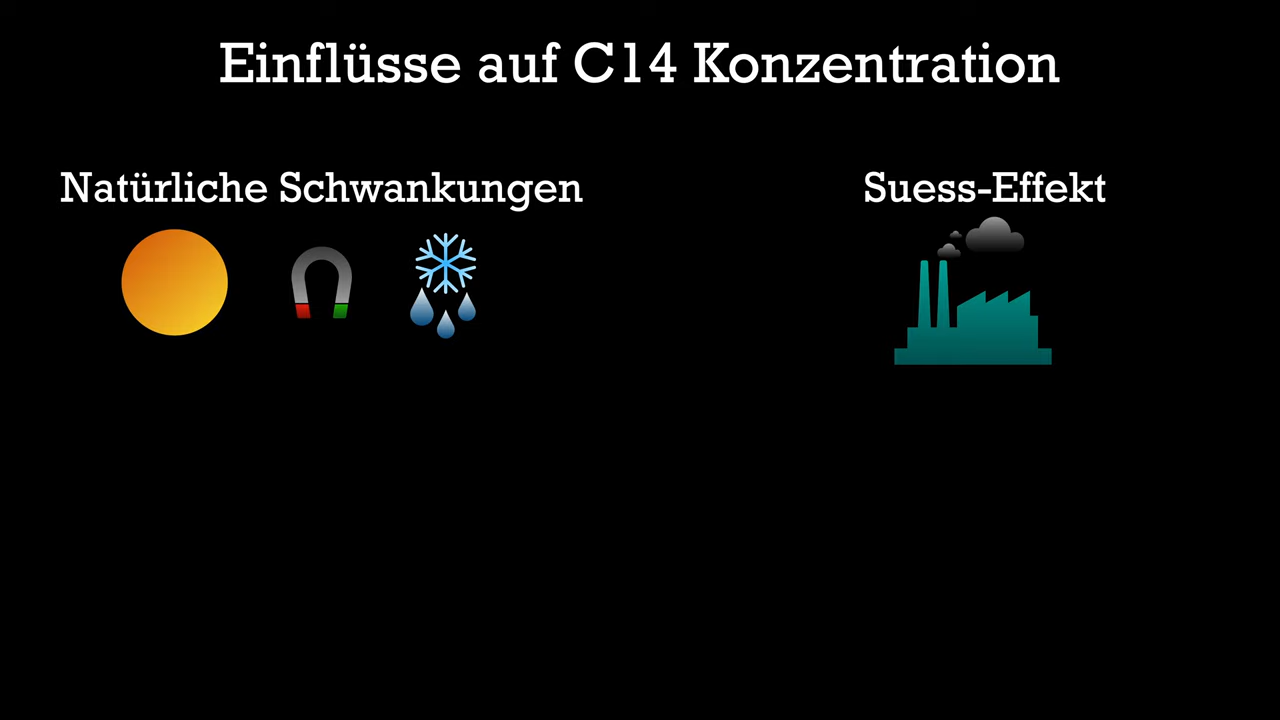 Einflüsse auf C14 Konzentration
Natürliche Schwankungen
Suess-Effekt